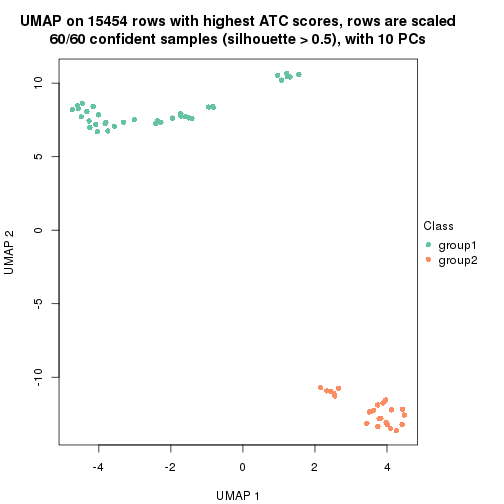 UMAP on 15454 rows with highest ATC scores, rows are scaled
60/60 confident samples (silhouette > 0.5), with 10 PCs
10
5
0
-5
-10
UMAP 2
-4
-2
0
2
4
UMAP 1
Class
group1
group2